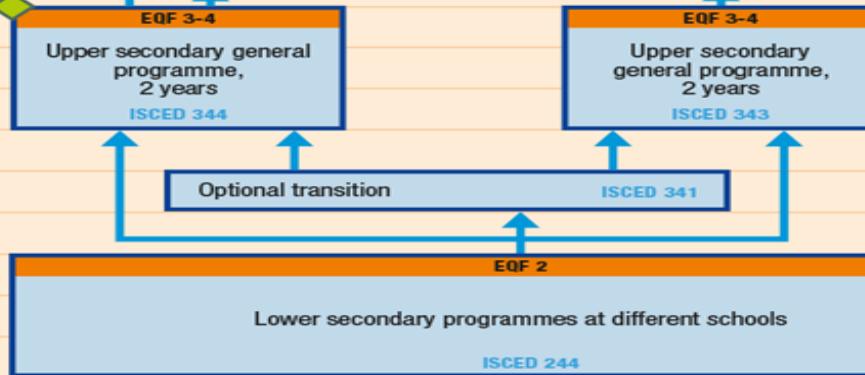 EQF 3-4
Upper secondary general
programme,
2 years
ISCED 344
EQF 3-4
Upper secondary
general programme,
2 years
ISCED 343
Optional transition
ISCED 341
EQF 2
Lower secondary programmes at different schools
ISCED 244